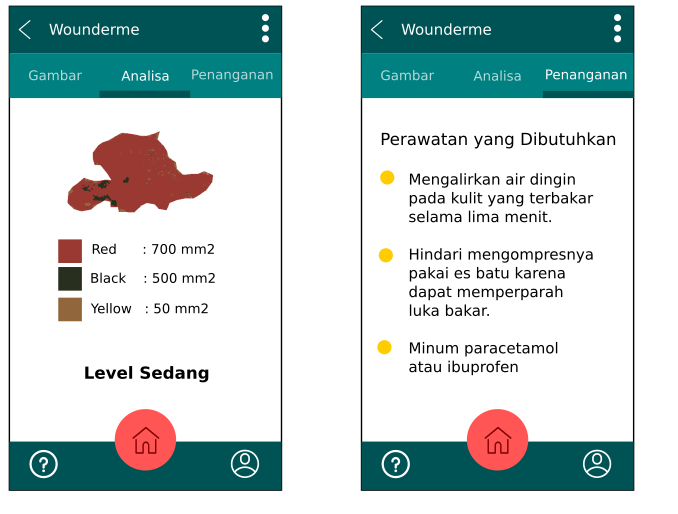 Wounderme
Gambar Analisa Penanganan
Red : 700 mm2
Black : 500 mm2
Yellow : 50 mm2
Level Sedang
?
Wounderme
Gambar Analisa Penanganan
Perawatan yang Dibutuhkan
Mengalirkan air dingin
pada kulit yang terbakar
selama lima menit.
Hindari mengompresnya
pakai es batu karena
dapat memperparah
luka bakar.
Minum paracetamol
atau ibuprofen
?